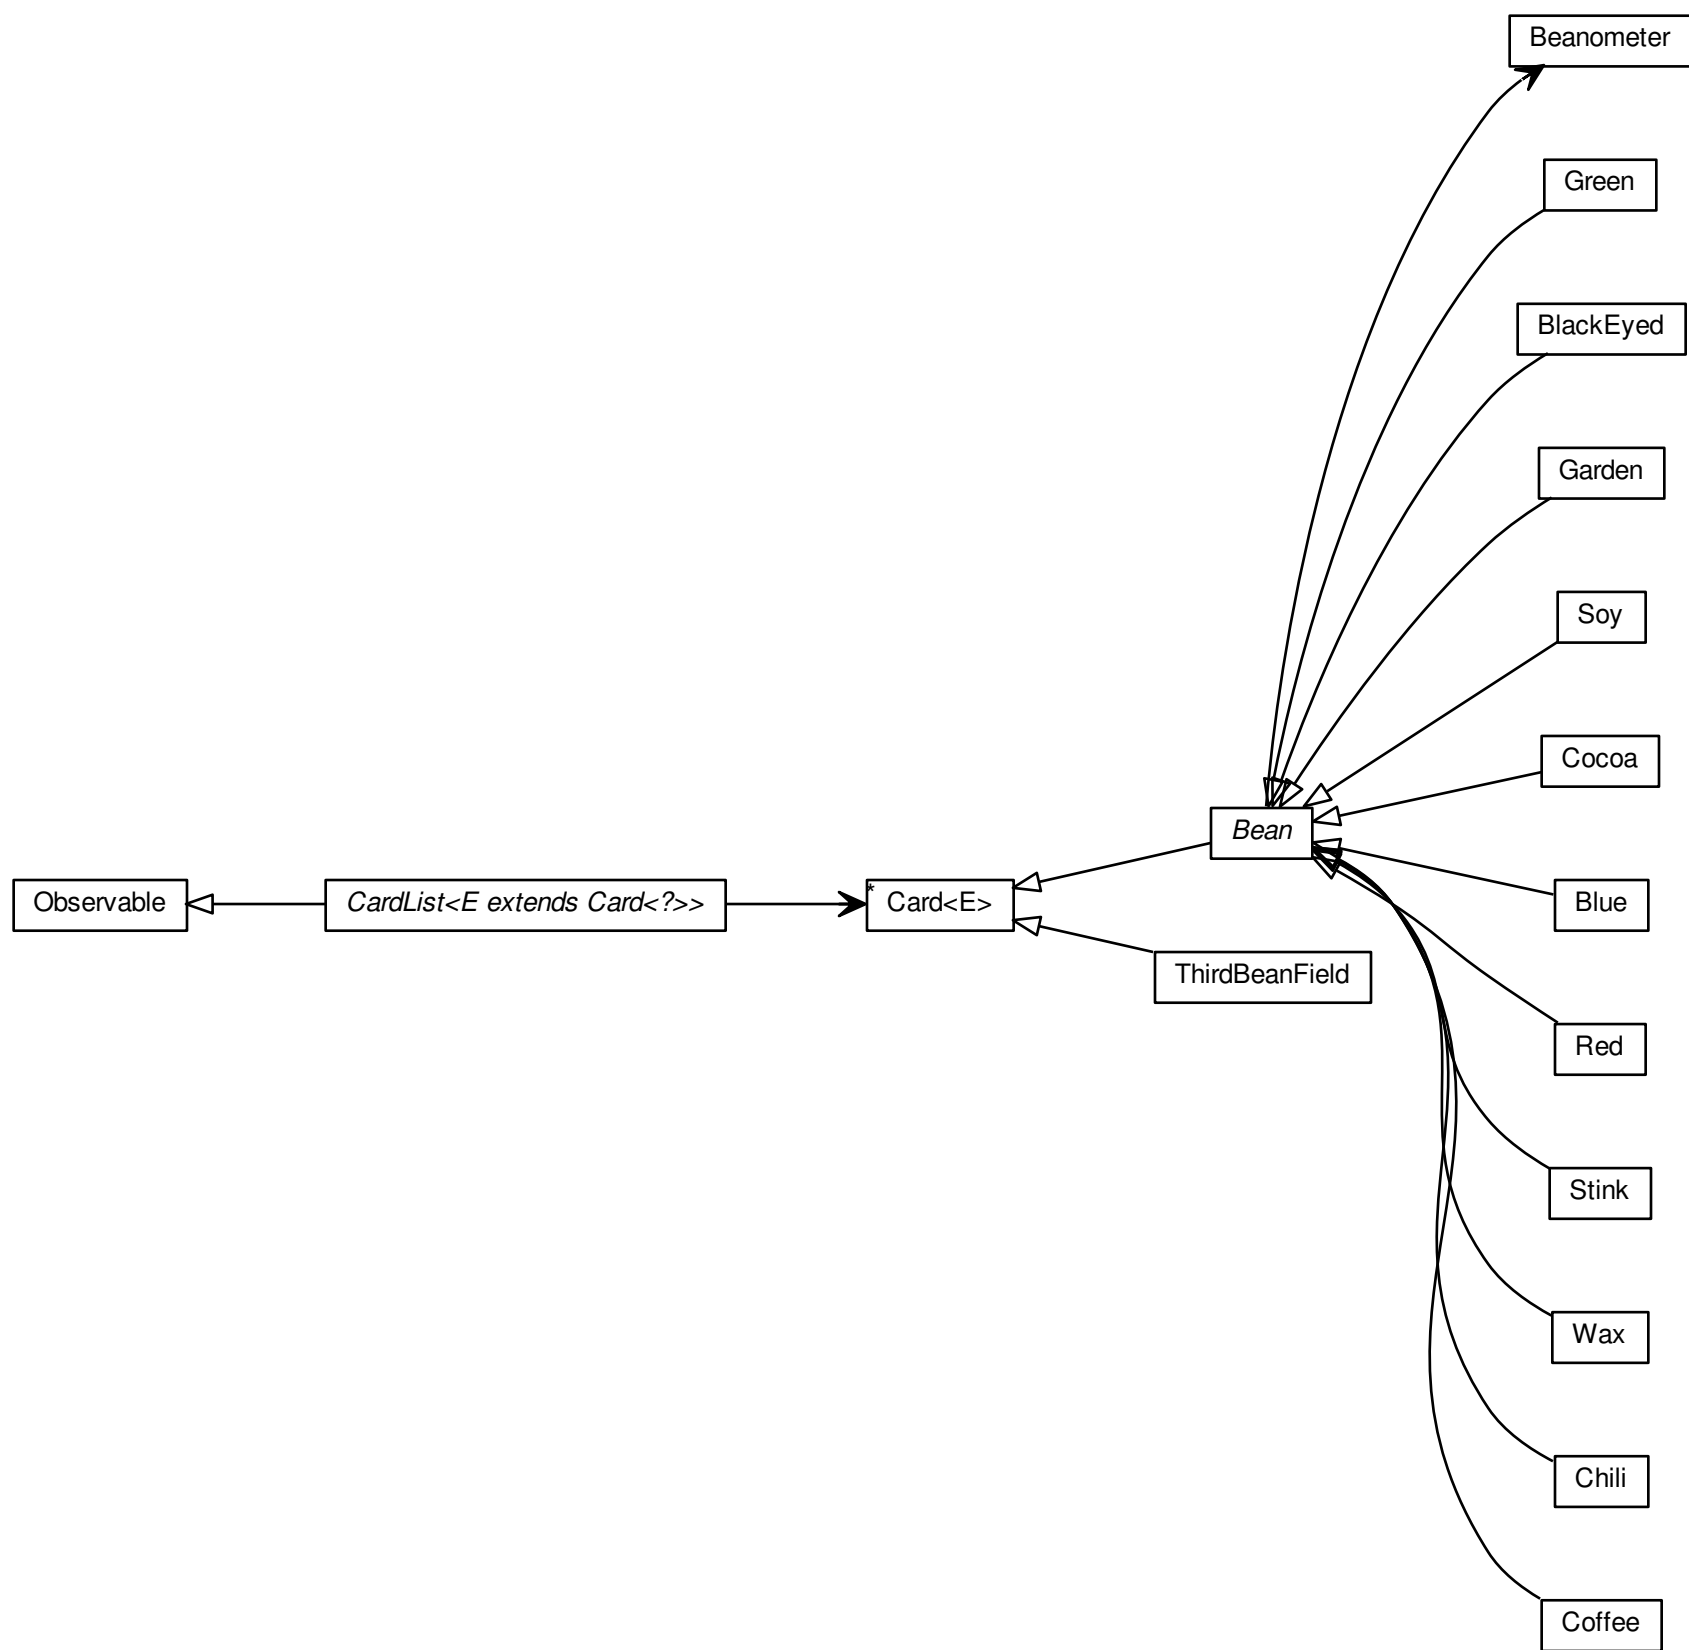 Beanometer
Green
BlackEyed
Garden
Soy
Cocoa
Bean
Observable
CardList<E extends Card<?>>
*
Card<E>
Blue
ThirdBeanField
Red
Stink
Wax
Chili
Coffee